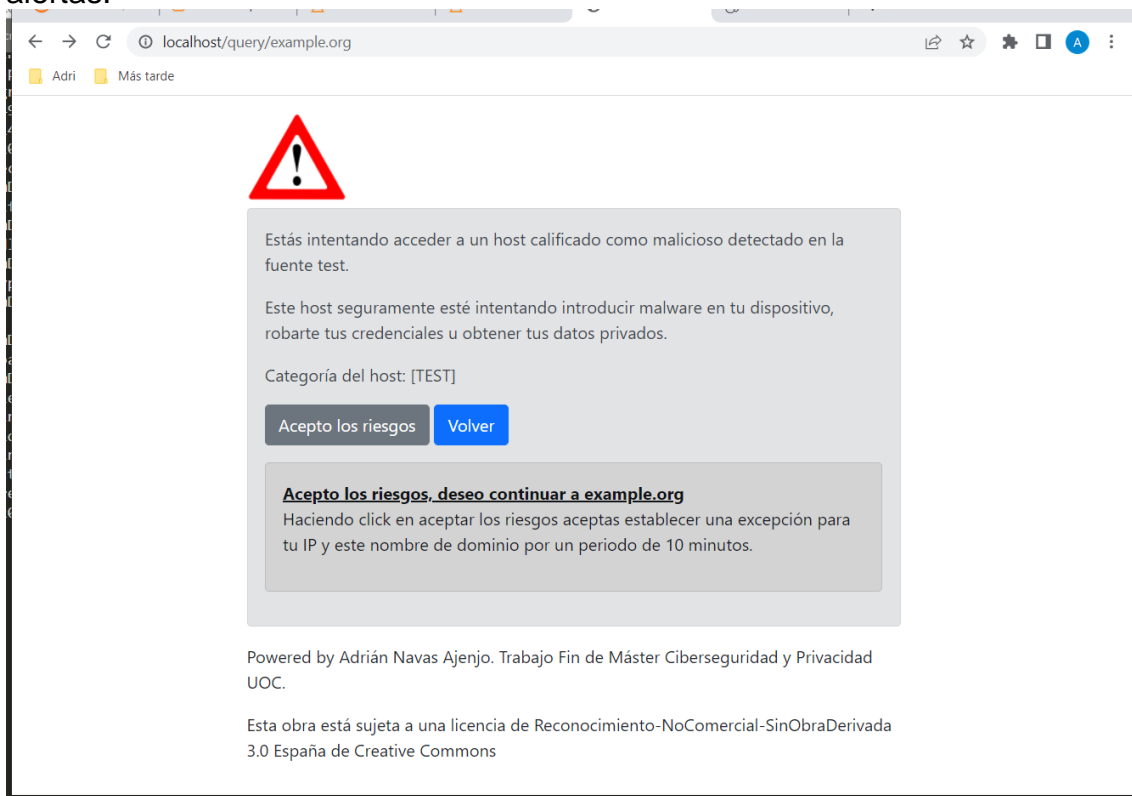 alertas.
localhost/query/example.org
A
Adri Más tarde
Estás intentando acceder a un host calificado como malicioso detectado en la
fuente test.
Este host seguramente esté intentando introducir malware en tu dispositivo,
robarte tus credenciales u obtener tus datos privados.
Categoría del host: [TEST]
Acepto los riesgos Volver
Acepto los riesgos, deseo continuar a example.org
Haciendo click en aceptar los riesgos aceptas establecer una excepción para
tu IP y este nombre de dominio por un periodo de 10 minutos.
Powered by Adrián Navas Ajenjo. Trabajo Fin de Máster Ciberseguridad y Privacidad
UOC.
Esta obra está sujeta a una licencia de Reconocimiento-NoComercial-SinObraDerivada
3.0 España de Creative Commons